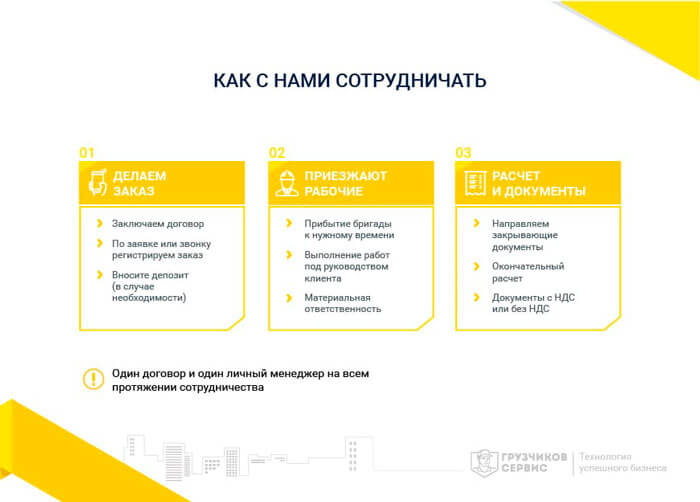 КАК С НАМИ СОТРУДНИЧАТЬ
01
ДЕЛАЕМ
ЗАКАЗ
Заключаем договор
По заявке или звонку
регистрируем заказ
Вносите депозит
(в случае
необходимости)
02
ПРИЕЗЖАЮТ
РАБОЧИЕ
Прибытие бригады
к нужному времени
Выполнение работ
под руководством
клиента
Материальная
ответственность
03
РАСЧЕТ
И ДОКУМЕНТЫ
Направляем
закрывающие
документы
Окончательный
расчет
Документы с НДС
или без НДС
Один договор и один личный менеджер на всем
протяжении сотрудничества
ГРУЗЧИКОВ
СЕРВИС
Технология
успешного бизнеса